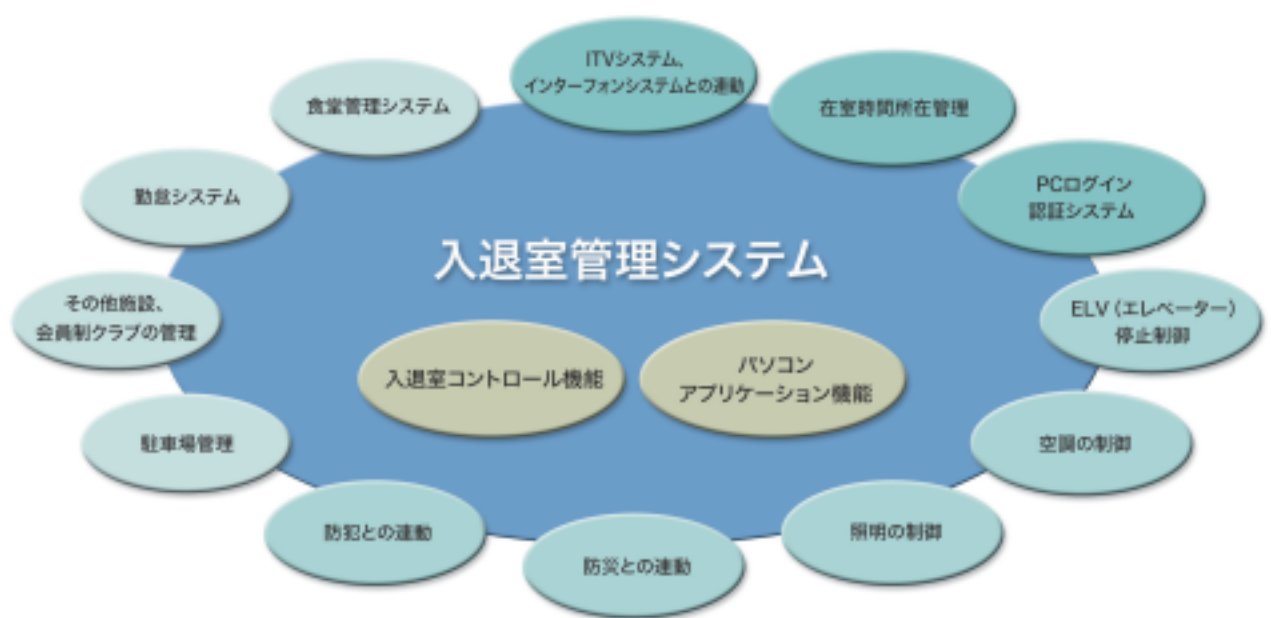 ITVシステム、
インターフォンシステムとの連動
食堂管理システム
在室時間所在管理
勤怠システム
PCログイン
認証システム
入退室管理システム
その他施設、
会員制クラブの管理
ELV（エレベーター）
停止制御
入退室コントロール機能
パソコン
アプリケーション機能
駐車場管理
空調の制御
防犯との連動
照明の制御
防災との連動